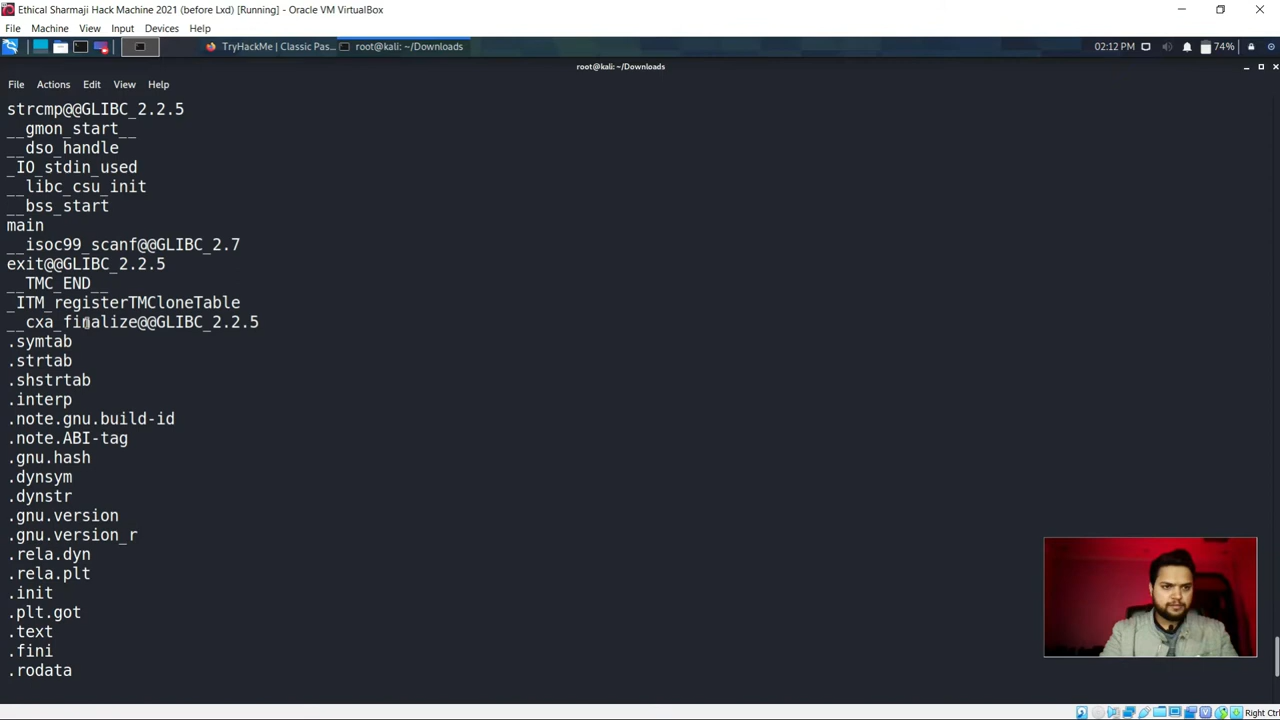 Ethical Sharmaji Hack Machine 2021 (before Lxd) [Running] - Oracle VM VirtualBox
File Machine View Input Devices Help
TryHackMe | Classic Pas… root@kali: ~/Downloads 02:12 PM 74%
root@kali: ~/Downloads
File Actions Edit View Help
strcmp@@GLIBC_2.2.5
__gmon_start__
__dso_handle
_IO_stdin_used
__libc_csu_init
__bss_start
main
__isoc99_scanf@@GLIBC_2.7
exit@@GLIBC_2.2.5
__TMC_END__
_ITM_registerTMCloneTable
__cxa_finalize@@GLIBC_2.2.5
.symtab
.strtab
.shstrtab
.interp
.note.gnu.build-id
.note.ABI-tag
.gnu.hash
.dynsym
.dynstr
.gnu.version
.gnu.version_r
.rela.dyn
.rela.plt
.init
.plt.got
.text
.fini
.rodata
Right Ctrl